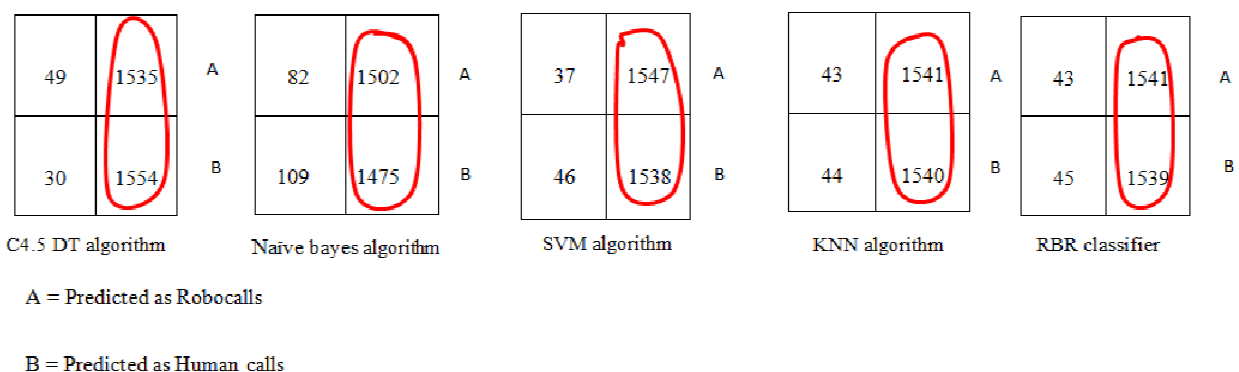 49 1535 A 82 1502 A 37 1547 A 43 1541 A 43 1541 A
30 1554 B 109 1475 B 46 1538 B 44 1540 B 45 1539 B
C4.5 DT algorithm Naïve bayes algorithm SVM algorithm KNN algorithm RBR classifier
A = Predicted as Robocalls
B = Predicted as Human calls